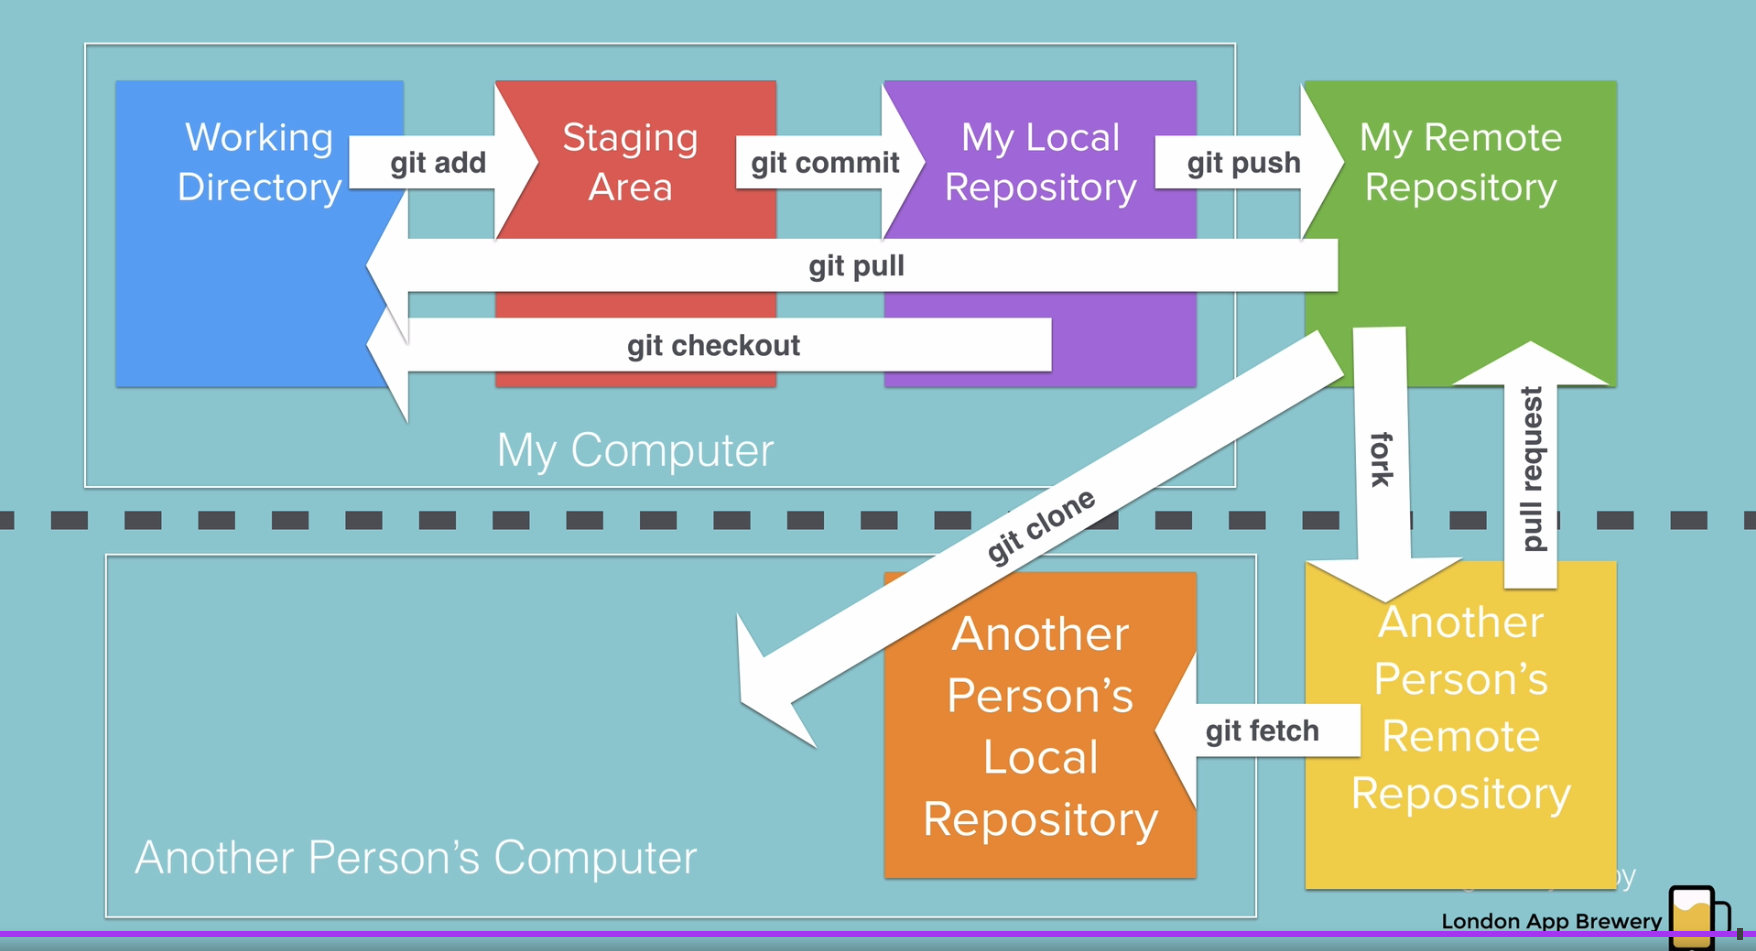 Working
Directory
git add
Staging
Area
git commit
My Local
Repository
git push
My Remote
Repository
git pull
git checkout
My Computer
git clone
fork
pull request
Another
Person’s
Local
Repository
git fetch
Another
Person’s
Remote
Repository
Another Person’s Computer
London App Brewery